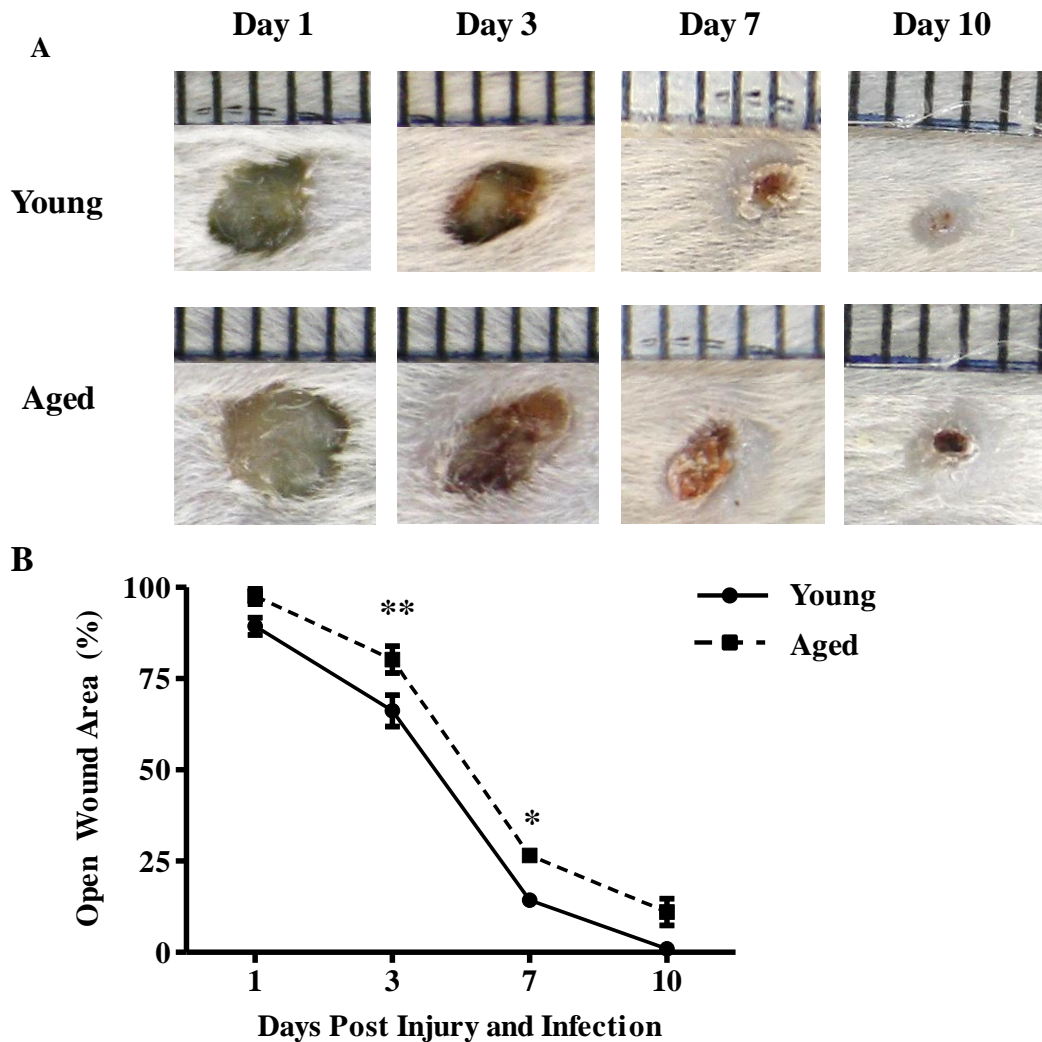 Day 1 Day 3 Day 7 Day 10
A
Young
Aged
B
100
75
50
25
0
Open Wound Area (%)
**
*
Young
Aged
1 3 7 10
Days Post Injury and Infection